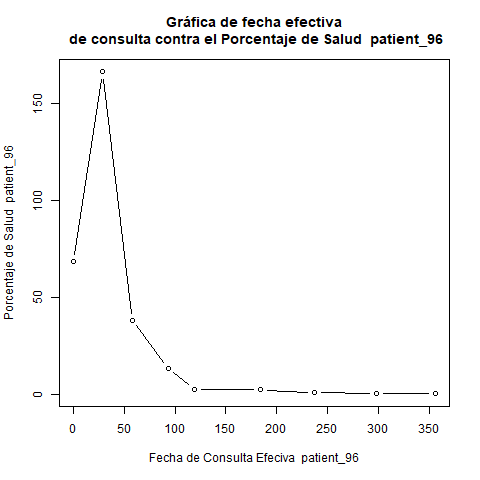 Gráfica de fecha efectiva
de consulta contra el Porcentaje de Salud patient_96
Porcentaje de Salud patient_96
150
100
50
0
0 50 100 150 200 250 300 350
Fecha de Consulta Efeciva patient_96